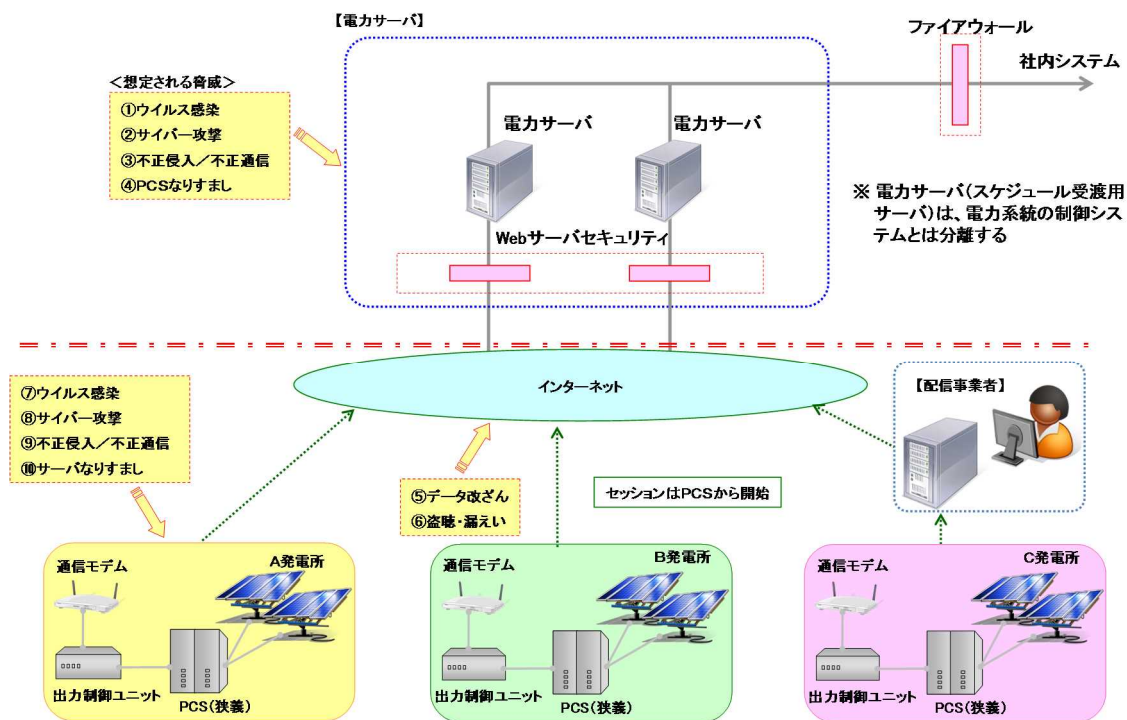 【電力サーバ】
ファイアウォール
社内システム
<想定される脅威>
①ウイルス感染
②サイバー攻撃
③不正侵入/不正通信
④PCSなりすまし
電力サーバ
電力サーバ
Webサーバセキュリティ
※ 電力サーバ(スケジュール受渡用
サーバ)は、電力系統の制御シス
テムとは分離する
インターネット
【配信事業者】
⑦ウイルス感染
⑧サイバー攻撃
⑨不正侵入/不正通信
⑩サーバなりすまし
⑤データ改ざん
⑥盗聴・漏えい
セッションはPCSから開始
A発電所
通信モデム
出力制御ユニット
PCS(狭義)
B発電所
通信モデム
出力制御ユニット
PCS(狭義)
C発電所
通信モデム
出力制御ユニット
PCS(狭義)